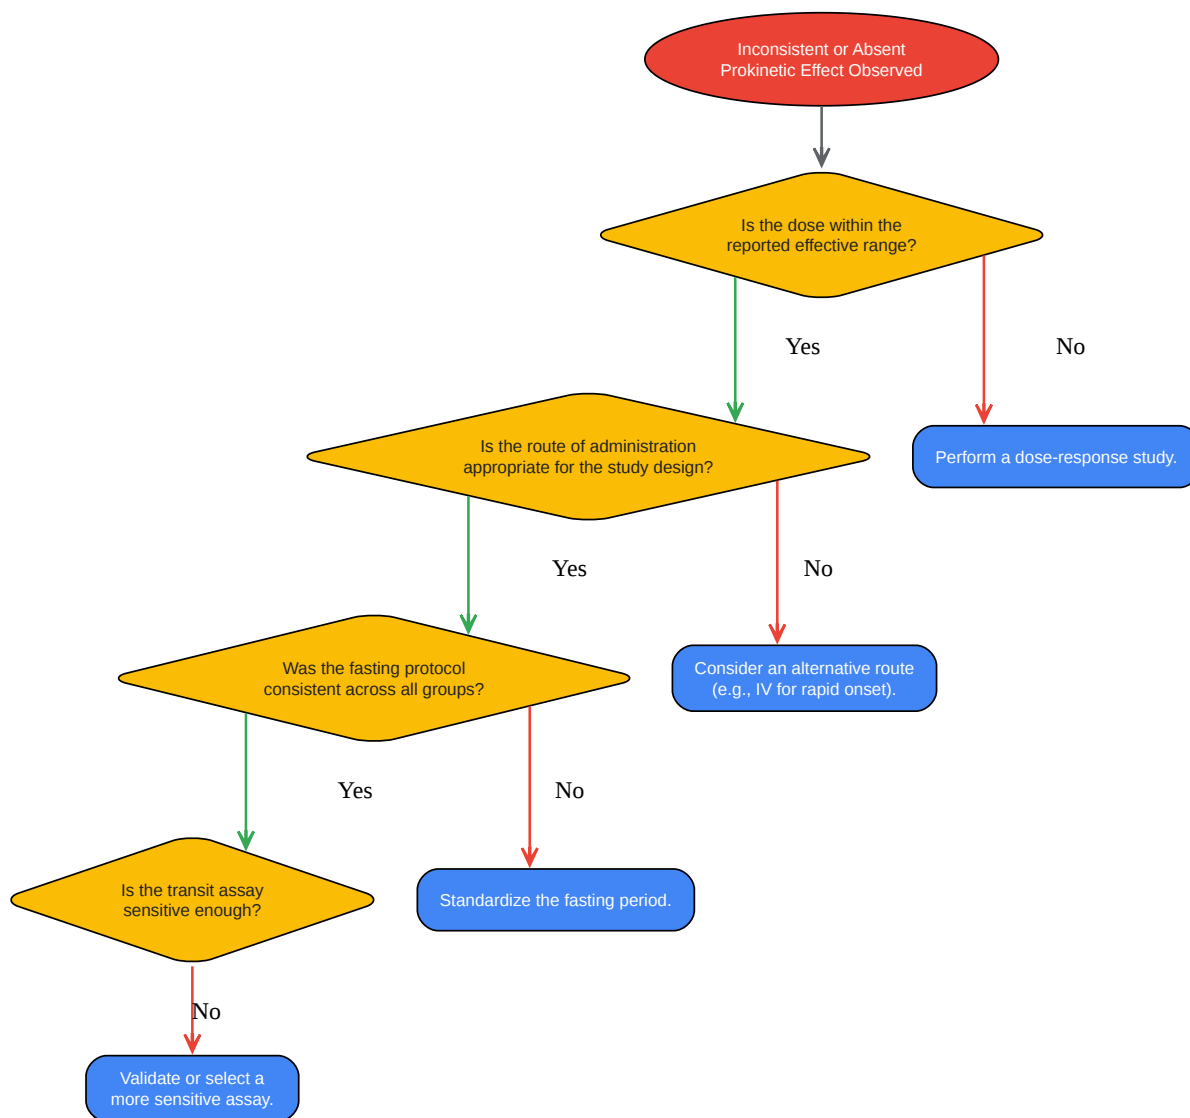 Inconsistent or Absent
Prokinetic Effect Observed
Is the dose within the
reported effective range?
Yes
No
Is the route of administration
appropriate for the study design?
Perform a dose-response study.
Yes
No
Was the fasting protocol
consistent across all groups?
Consider an alternative route
(e.g., IV for rapid onset).
Yes
No
Is the transit assay
sensitive enough?
Standardize the fasting period.
No
Validate or select a
more sensitive assay.